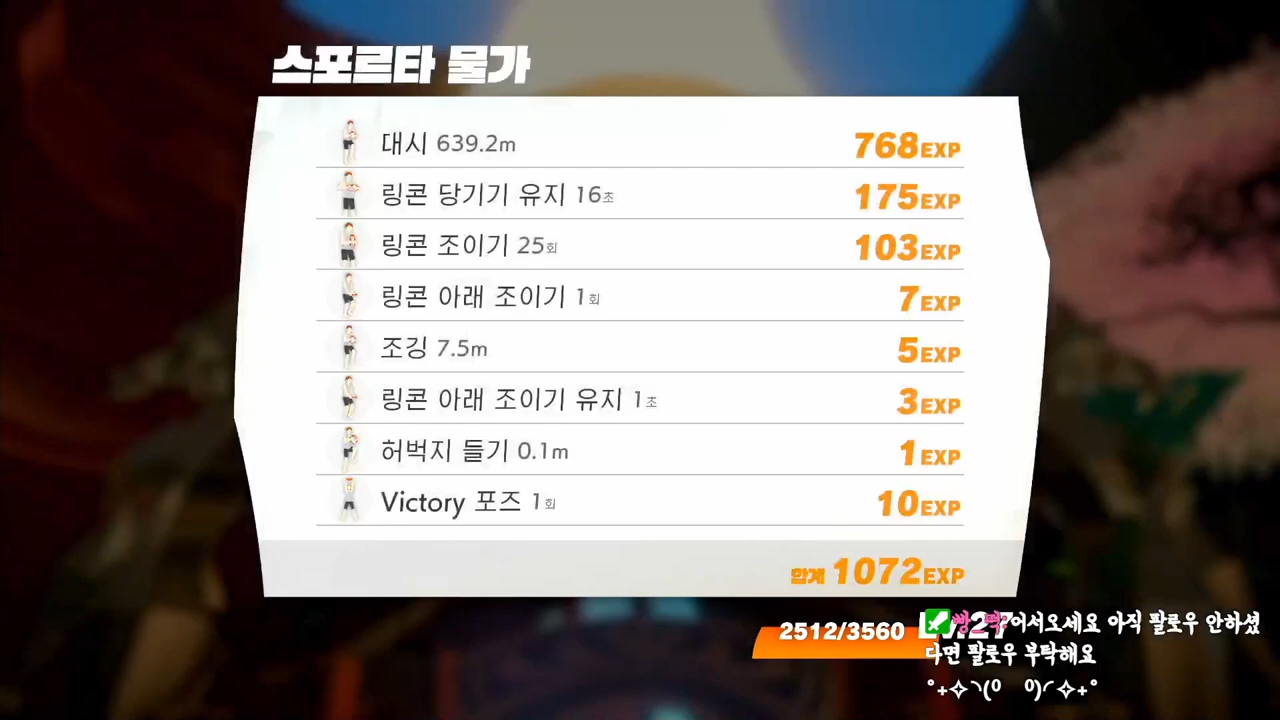 스포르타 물가
대시 639.2m 768EXP
링콘 당기기 유지 16초 175EXP
링콘 조이기 25회 103EXP
링콘 아래 조이기 1회 7EXP
조깅 7.5m 5EXP
링콘 아래 조이기 유지 1초 3EXP
허벅지 들기 0.1m 1EXP
Victory 포즈 1회 10EXP
합계 1072EXP
2512/3560
어서오세요 아직 팔로우 안하셨
다면 팔로우 부탁해요